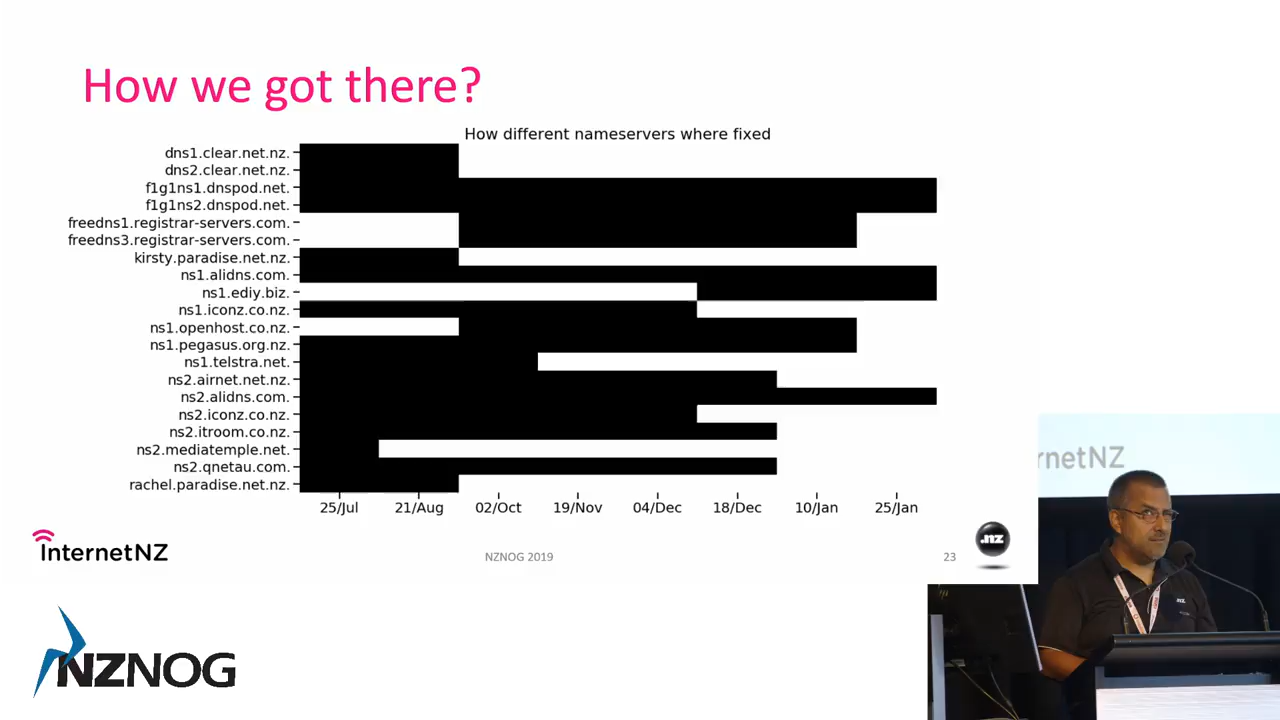 How we got there?
How different nameservers where fixed
dns1.clear.net.nz.
dns2.clear.net.nz.
f1g1ns1.dnspod.net.
f1g1ns2.dnspod.net.
freedns1.registrar-servers.com.
freedns3.registrar-servers.com.
kirsty.paradise.net.nz.
ns1.alidns.com.
ns1.ediy.biz.
ns1.iconz.co.nz.
ns1.openhost.co.nz.
ns1.pegasus.org.nz.
ns1.telstra.net.
ns2.airnet.net.nz.
ns2.alidns.com.
ns2.iconz.co.nz.
ns2.itroom.co.nz.
ns2.mediatemple.net.
ns2.qnetau.com.
rachel.paradise.net.nz.
25/Jul 21/Aug 02/Oct 19/Nov 04/Dec 18/Dec 10/Jan 25/Jan
InternetNZ
NZNOG 2019
23
.nz
rnetNZ
NZNOG